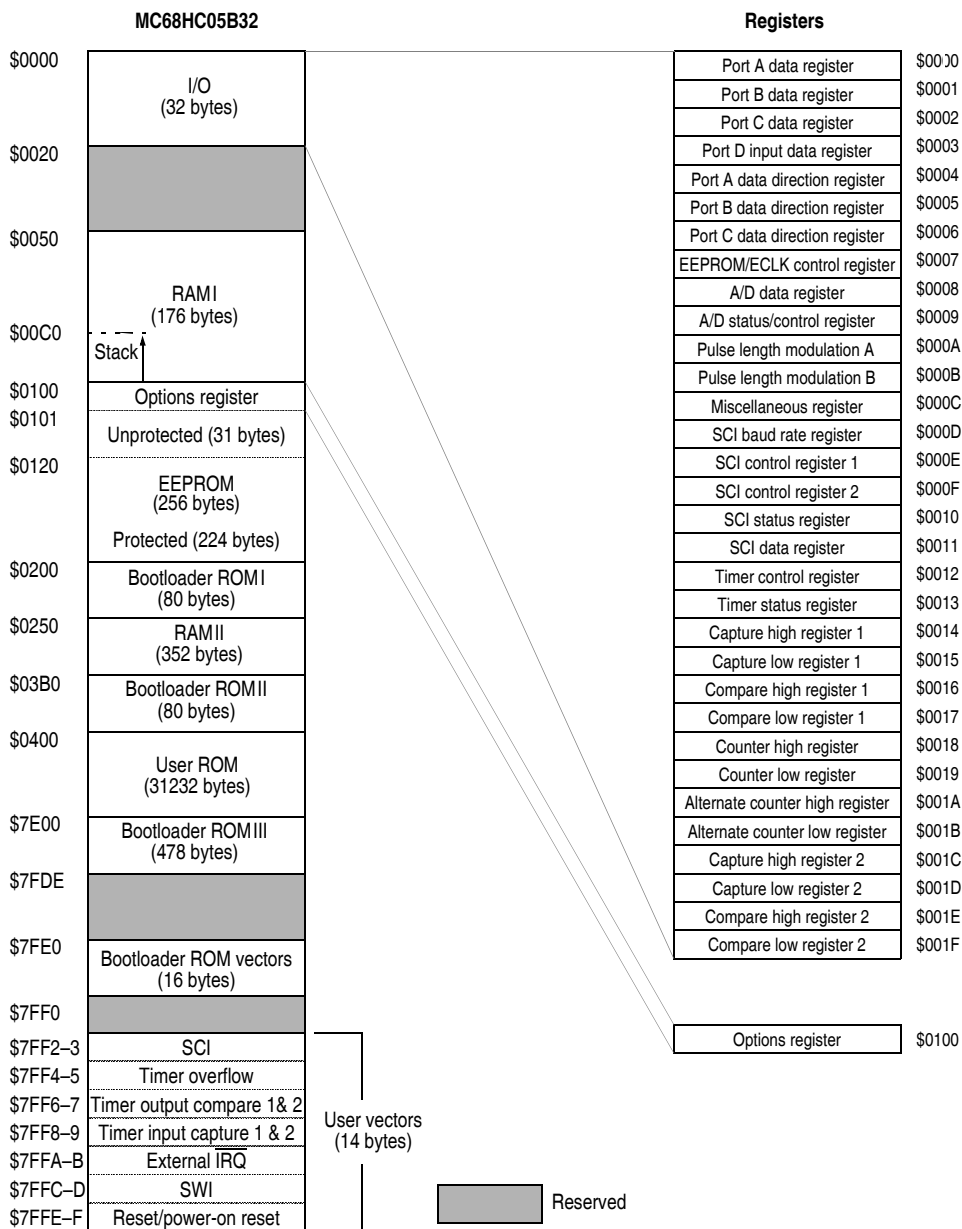 MC68HC05B32
Registers
$0000
I/O
(32 bytes)
$0020
$0050
RAMI
(176 bytes)
$00C0
Stack
$0100
Options register
$0101
Unprotected (31 bytes)
$0120
EEPROM
(256 bytes)
Protected (224 bytes)
$0200
Bootloader ROMI
(80 bytes)
$0250
RAMII
(352 bytes)
$03B0
Bootloader ROMII
(80 bytes)
$0400
User ROM
(31232 bytes)
$7E00
Bootloader ROMIII
(478 bytes)
$7FDE
$7FE0
Bootloader ROM vectors
(16 bytes)
$7FF0
$7FF2–3 SCI
$7FF4–5 Timer overflow
$7FF6–7 Timer output compare 1& 2
$7FF8–9 Timer input capture 1 & 2
$7FFA–B External IRQ
$7FFC–D SWI
$7FFE–F Reset/power-on reset
User vectors
(14 bytes)
Reserved
Port A data register $0000
Port B data register $0001
Port C data register $0002
Port D input data register $0003
Port A data direction register $0004
Port B data direction register $0005
Port C data direction register $0006
EEPROM/ECLK control register $0007
A/D data register $0008
A/D status/control register $0009
Pulse length modulation A $000A
Pulse length modulation B $000B
Miscellaneous register $000C
SCI baud rate register $000D
SCI control register 1 $000E
SCI control register 2 $000F
SCI status register $0010
SCI data register $0011
Timer control register $0012
Timer status register $0013
Capture high register 1 $0014
Capture low register 1 $0015
Compare high register 1 $0016
Compare low register 1 $0017
Counter high register $0018
Counter low register $0019
Alternate counter high register $001A
Alternate counter low register $001B
Capture high register 2 $001C
Capture low register 2 $001D
Compare high register 2 $001E
Compare low register 2 $001F
Options register $0100